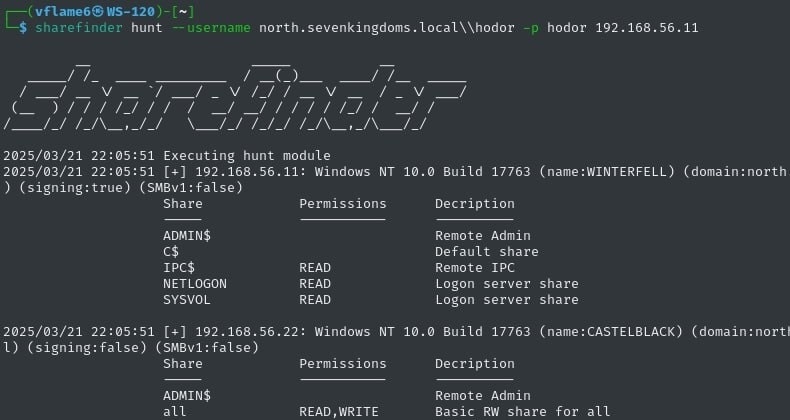 ┌──(vflame6㉿WS-120)-[~]
└─$ sharefinder hunt --username north.sevenkingdoms.local\\hodor -p hodor 192.168.56.11
sharefinder
2025/03/21 22:05:51 Executing hunt module
2025/03/21 22:05:51 [+] 192.168.56.11: Windows NT 10.0 Build 17763 (name:WINTERFELL) (domain:north.
) (signing:true) (SMBv1:false)
Share Permissions Decription
----- ----------- ----------
ADMIN$ Remote Admin
C$ Default share
IPC$ READ Remote IPC
NETLOGON READ Logon server share
SYSVOL READ Logon server share
2025/03/21 22:05:51 [+] 192.168.56.22: Windows NT 10.0 Build 17763 (name:CASTELBLACK) (domain:north
l) (signing:false) (SMBv1:false)
Share Permissions Decription
----- ----------- ----------
ADMIN$ Remote Admin
all READ,WRITE Basic RW share for all